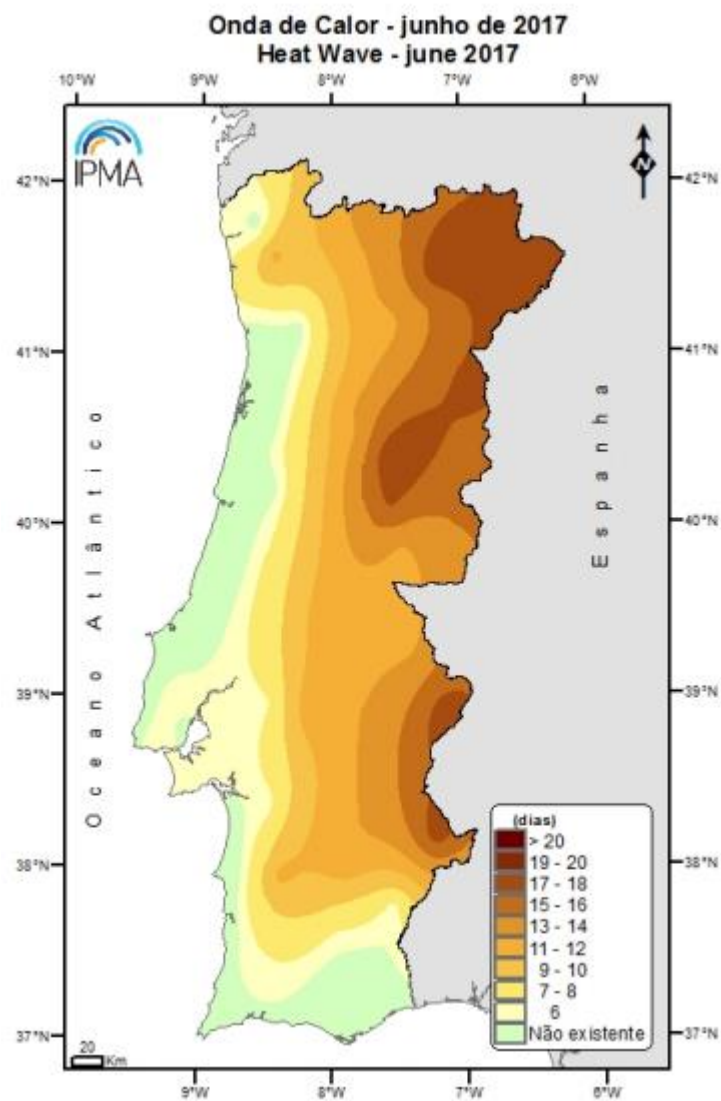 Onda de Calor - junho de 2017
Heat Wave - june 2017
10°W 9°W 8°W 7°W 6°W
IPMA
N
42°N 42°N
41°N 41°N
40°N 40°N
39°N 39°N
38°N 38°N
37°N 37°N
Oceano Atlântico
Espanha
(dias)
> 20
19 - 20
17 - 18
15 - 16
13 - 14
11 - 12
9 - 10
7 - 8
6
Não existente
20
Km
9°W 8°W 7°W 6°W